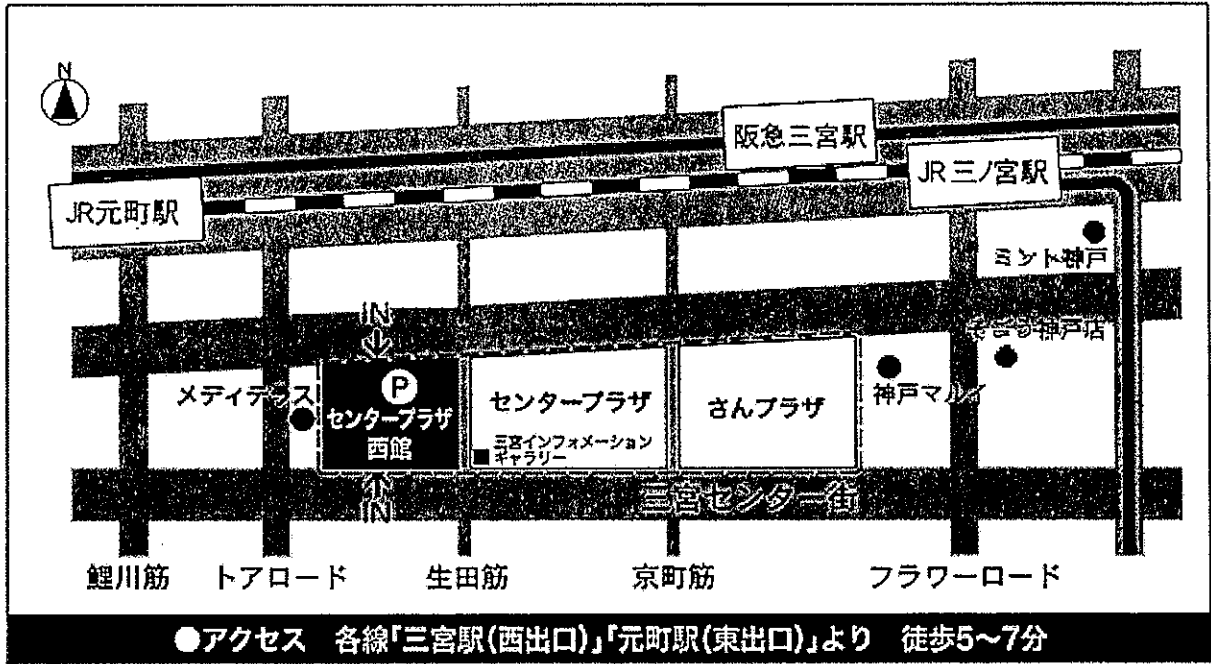 N
阪急三宮駅
JR三ノ宮駅
JR元町駅
ミント神戸
IN
そごう神戸店
P
メディテラス
センタープラザ
西館
センタープラザ
さんプラザ
神戸マルイ
三宮インフォメーション
ギャラリー
IN
三宮センター街
鯉川筋
トアロード
生田筋
京町筋
フラワーロード
●アクセス 各線「三宮駅(西出口)」「元町駅(東出口)」より 徒歩5〜7分